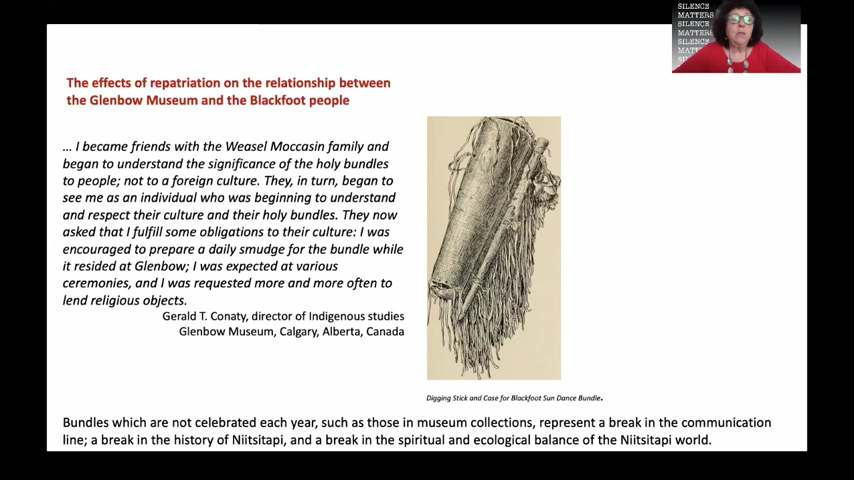 SILENCE
MATTERS
SILENCE
MATTERS
SILENCE
MATT
The effects of repatriation on the relationship between
the Glenbow Museum and the Blackfoot people
... I became friends with the Weasel Moccasin family and
began to understand the significance of the holy bundles
to people; not to a foreign culture. They, in turn, began to
see me as an individual who was beginning to understand
and respect their culture and their holy bundles. They now
asked that I fulfill some obligations to their culture: I was
encouraged to prepare a daily smudge for the bundle while
it resided at Glenbow; I was expected at various
ceremonies, and I was requested more and more often to
lend religious objects.
Gerald T. Conaty, director of Indigenous studies
Glenbow Museum, Calgary, Alberta, Canada
Digging Stick and Case for Blackfoot Sun Dance Bundle.
Bundles which are not celebrated each year, such as those in museum collections, represent a break in the communication
line; a break in the history of Niitsitapi, and a break in the spiritual and ecological balance of the Niitsitapi world.